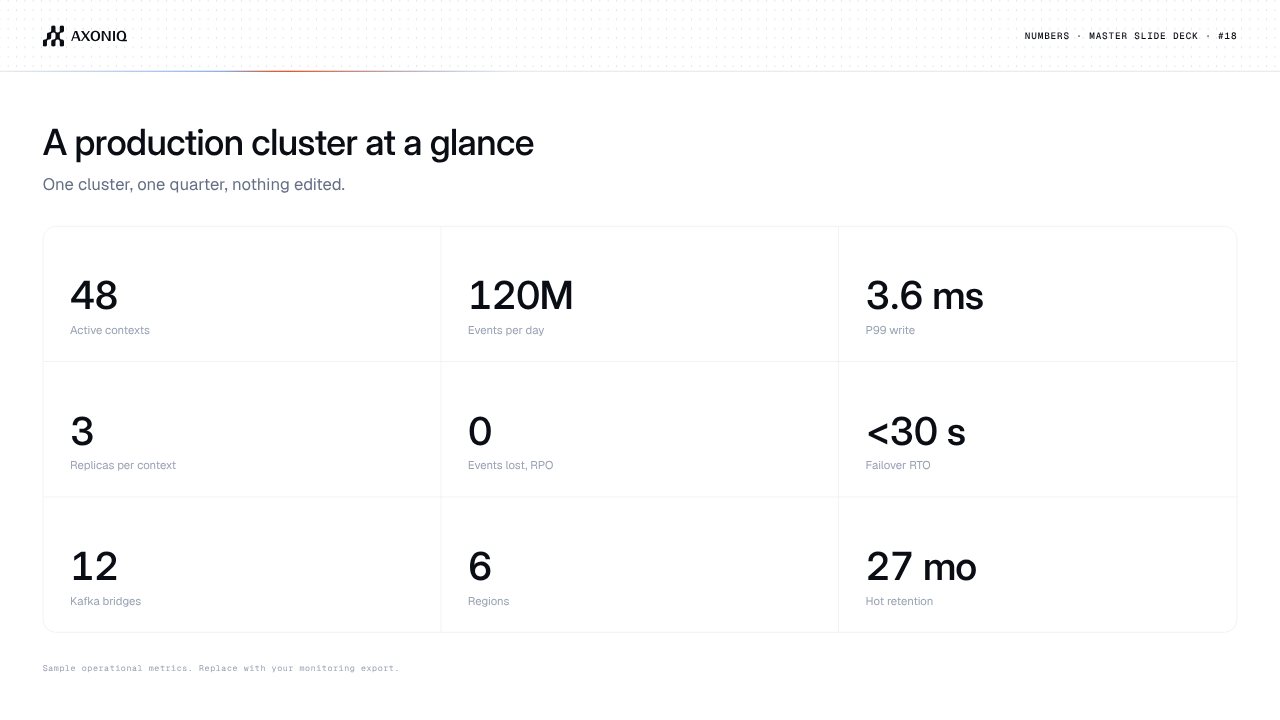 AXONIQ
NUMBERS · MASTER SLIDE DECK · #18
A production cluster at a glance
One cluster, one quarter, nothing edited.
48
Active contexts
120M
Events per day
3.6 ms
P99 write
3
Replicas per context
0
Events lost, RPO
<30 s
Failover RTO
12
Kafka bridges
6
Regions
27 mo
Hot retention
Sample operational metrics. Replace with your monitoring export.